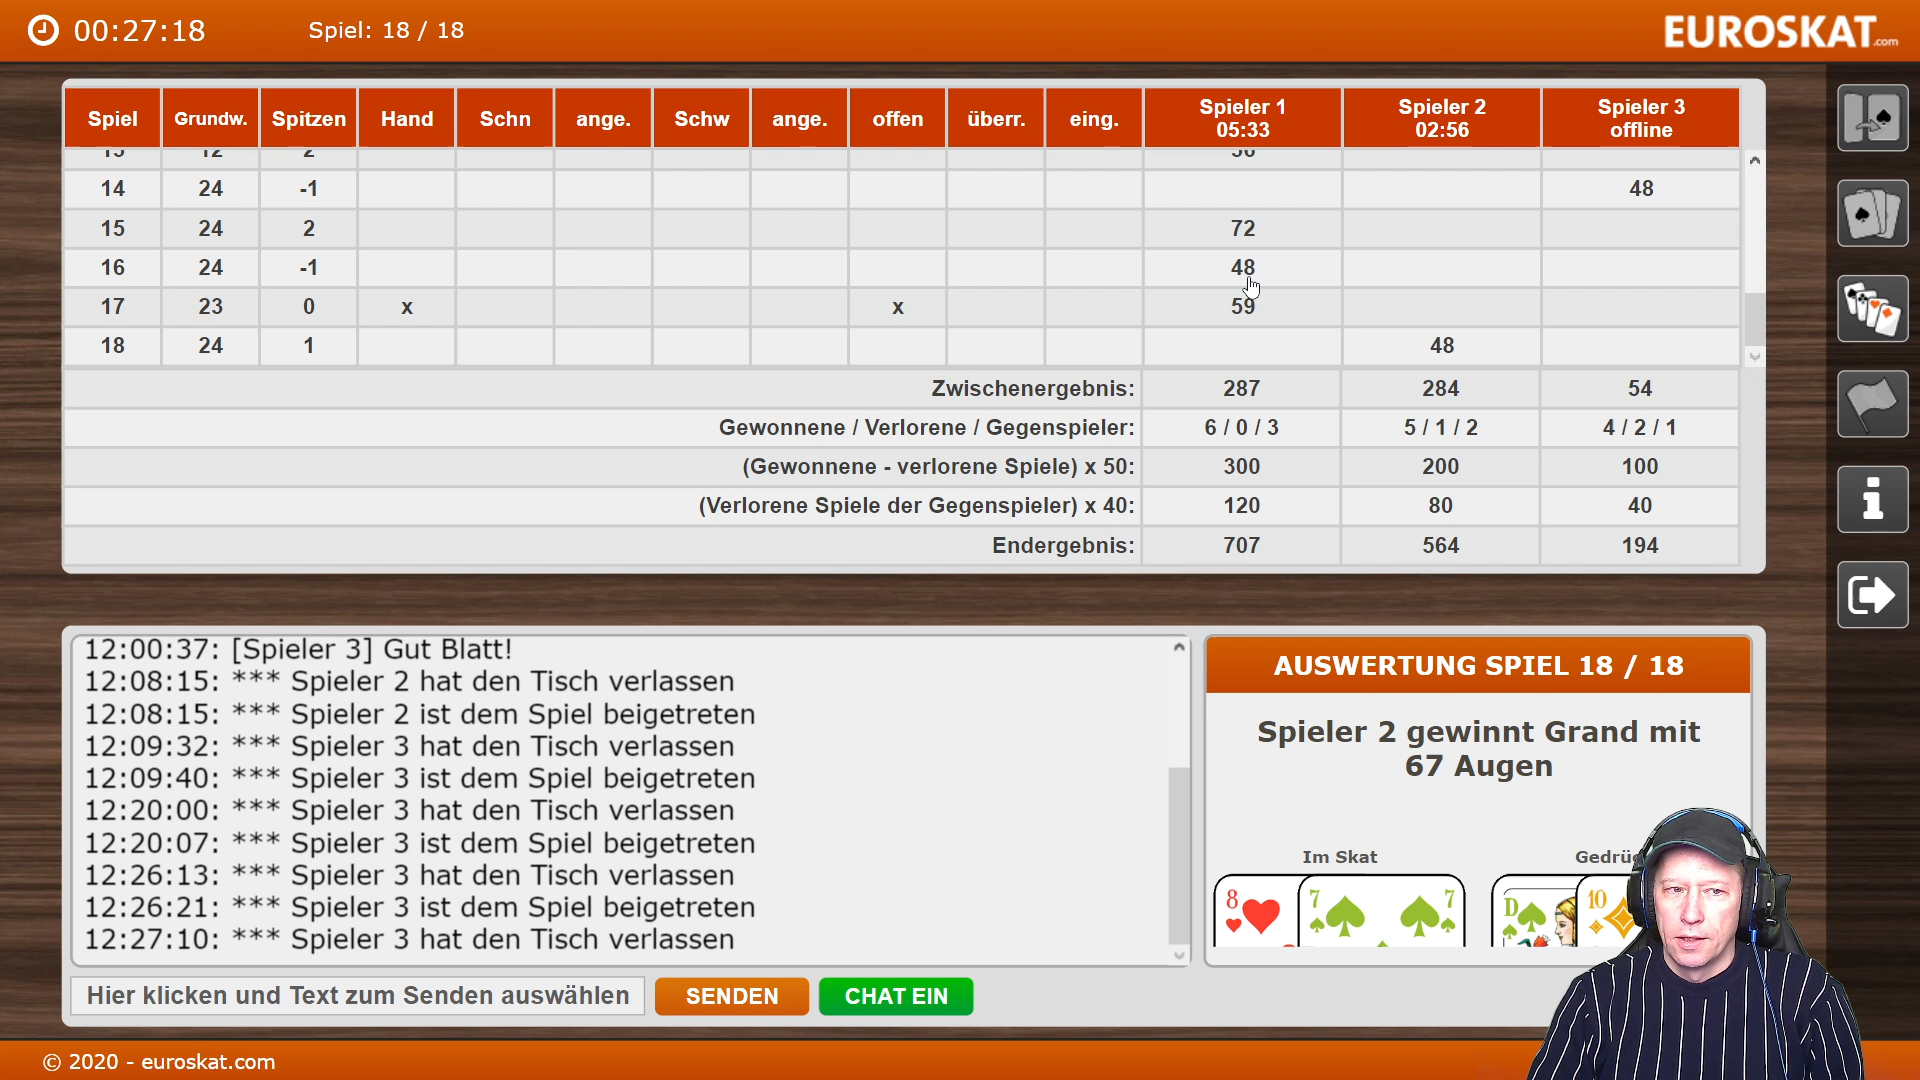 00:27:18 Spiel: 18 / 18 EUROSKAT.com
Spiel Grundw. Spitzen Hand Schn ange. Schw ange. offen überr. eing. Spieler 1 05:33 Spieler 2 02:56 Spieler 3 offline
14 24 -1 48
15 24 2 72
16 24 -1 48
17 23 0 x x 59
18 24 1 48
Zwischenergebnis: 287 284 54
Gewonnene / Verlorene / Gegenspieler: 6 / 0 / 3 5 / 1 / 2 4 / 2 / 1
(Gewonnene - verlorene Spiele) x 50: 300 200 100
(Verlorene Spiele der Gegenspieler) x 40: 120 80 40
Endergebnis: 707 564 194
12:00:37: [Spieler 3] Gut Blatt!
12:08:15: *** Spieler 2 hat den Tisch verlassen
12:08:15: *** Spieler 2 ist dem Spiel beigetreten
12:09:32: *** Spieler 3 hat den Tisch verlassen
12:09:40: *** Spieler 3 ist dem Spiel beigetreten
12:20:00: *** Spieler 3 hat den Tisch verlassen
12:20:07: *** Spieler 3 ist dem Spiel beigetreten
12:26:13: *** Spieler 3 hat den Tisch verlassen
12:26:21: *** Spieler 3 ist dem Spiel beigetreten
12:27:10: *** Spieler 3 hat den Tisch verlassen
Hier klicken und Text zum Senden auswählen SENDEN CHAT EIN
AUSWERTUNG SPIEL 18 / 18
Spieler 2 gewinnt Grand mit
67 Augen
Im Skat
8 7 7 D 10
© 2020 - euroskat.com